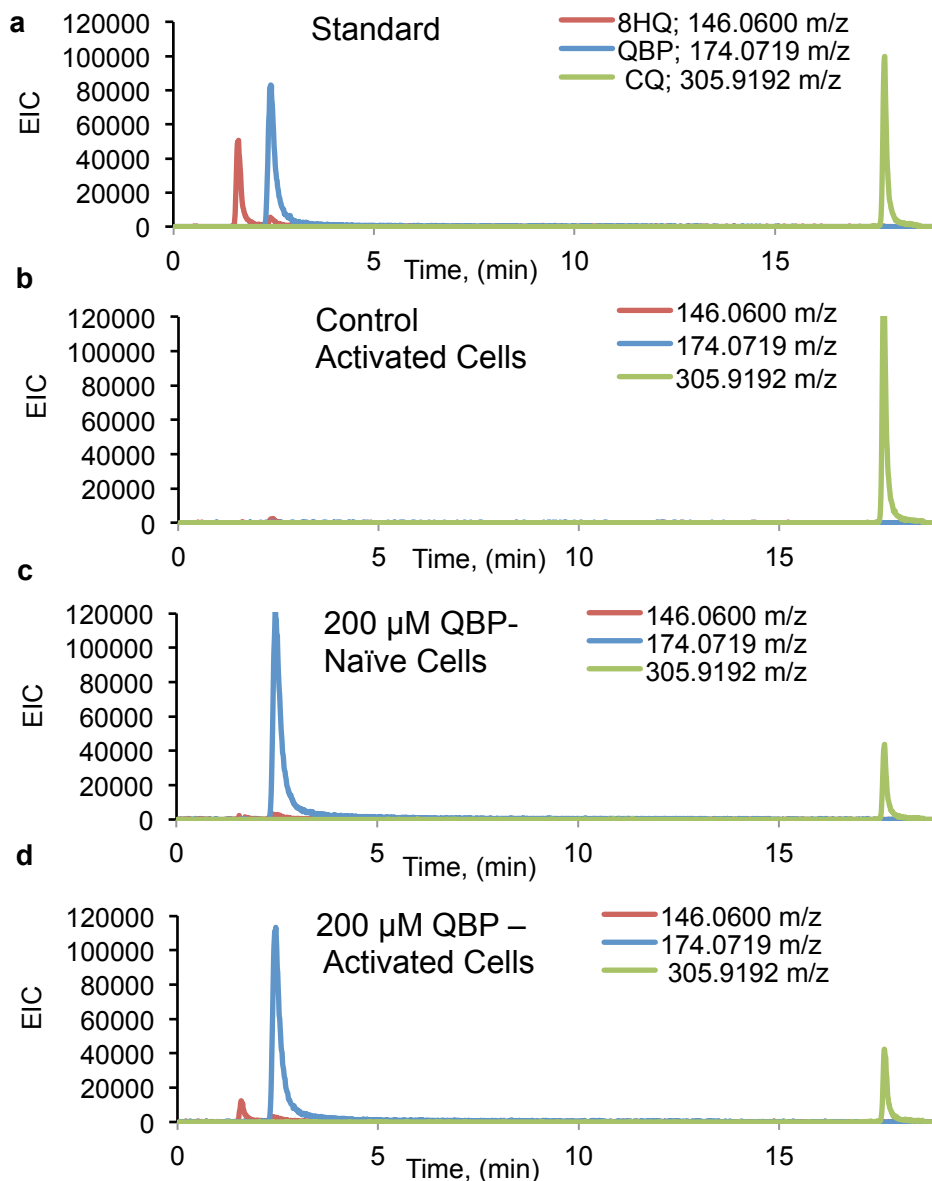 a
Standard
8HQ; 146.0600 m/z
QBP; 174.0719 m/z
CQ; 305.9192 m/z
EIC
120000
100000
80000
60000
40000
20000
0
0 5 10 15
Time, (min)
b
Control
Activated Cells
146.0600 m/z
174.0719 m/z
305.9192 m/z
EIC
120000
100000
80000
60000
40000
20000
0
0 5 10 15
Time, (min)
c
200 µM QBP-
Naïve Cells
146.0600 m/z
174.0719 m/z
305.9192 m/z
EIC
120000
100000
80000
60000
40000
20000
0
0 5 10 15
Time, (min)
d
200 µM QBP –
Activated Cells
146.0600 m/z
174.0719 m/z
305.9192 m/z
EIC
120000
100000
80000
60000
40000
20000
0
0 5 10 15
Time, (min)